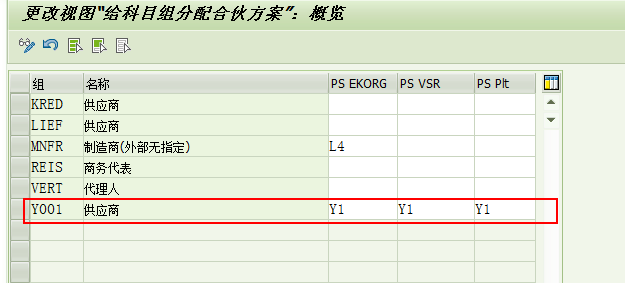 更改视图"给科目组分配合伙方案": 概览
组 名称 PS EKORG PS VSR PS Plt
KRED 供应商
LIEF 供应商
MNFR 制造商(外部无指定) L4
REIS 商务代表
VERT 代理人
Y001 供应商 Y1 Y1 Y1